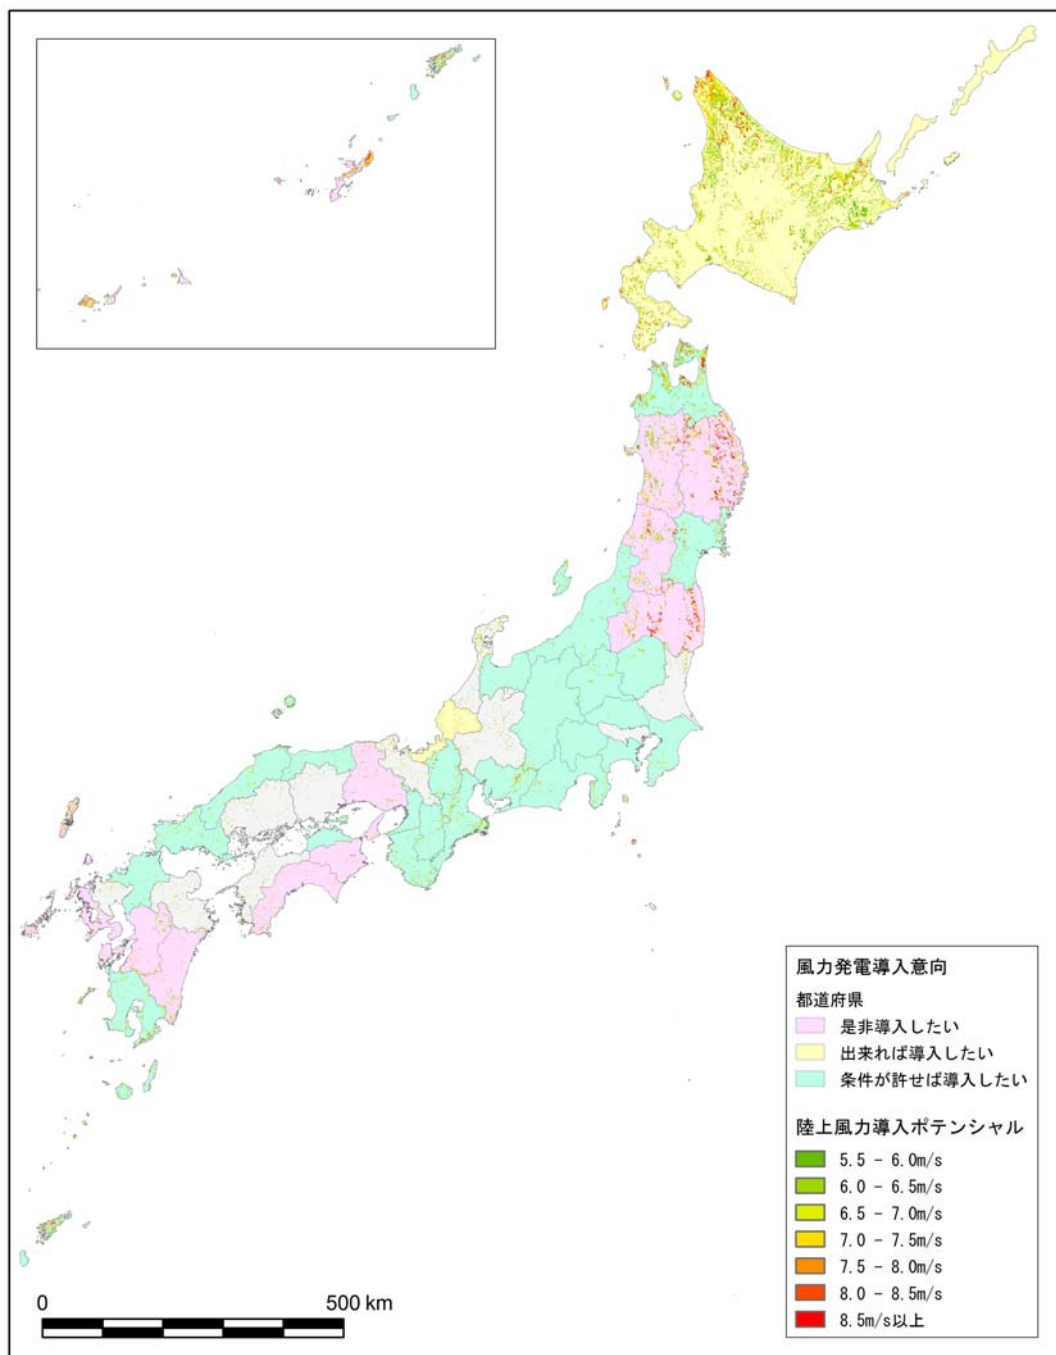 風力発電導入意向
都道府県
是非導入したい
出来れば導入したい
条件が許せば導入したい
陸上風力導入ポテンシャル
5.5 - 6.0m/s
6.0 - 6.5m/s
6.5 - 7.0m/s
7.0 - 7.5m/s
7.5 - 8.0m/s
8.0 - 8.5m/s
8.5m/s以上
0 500 km